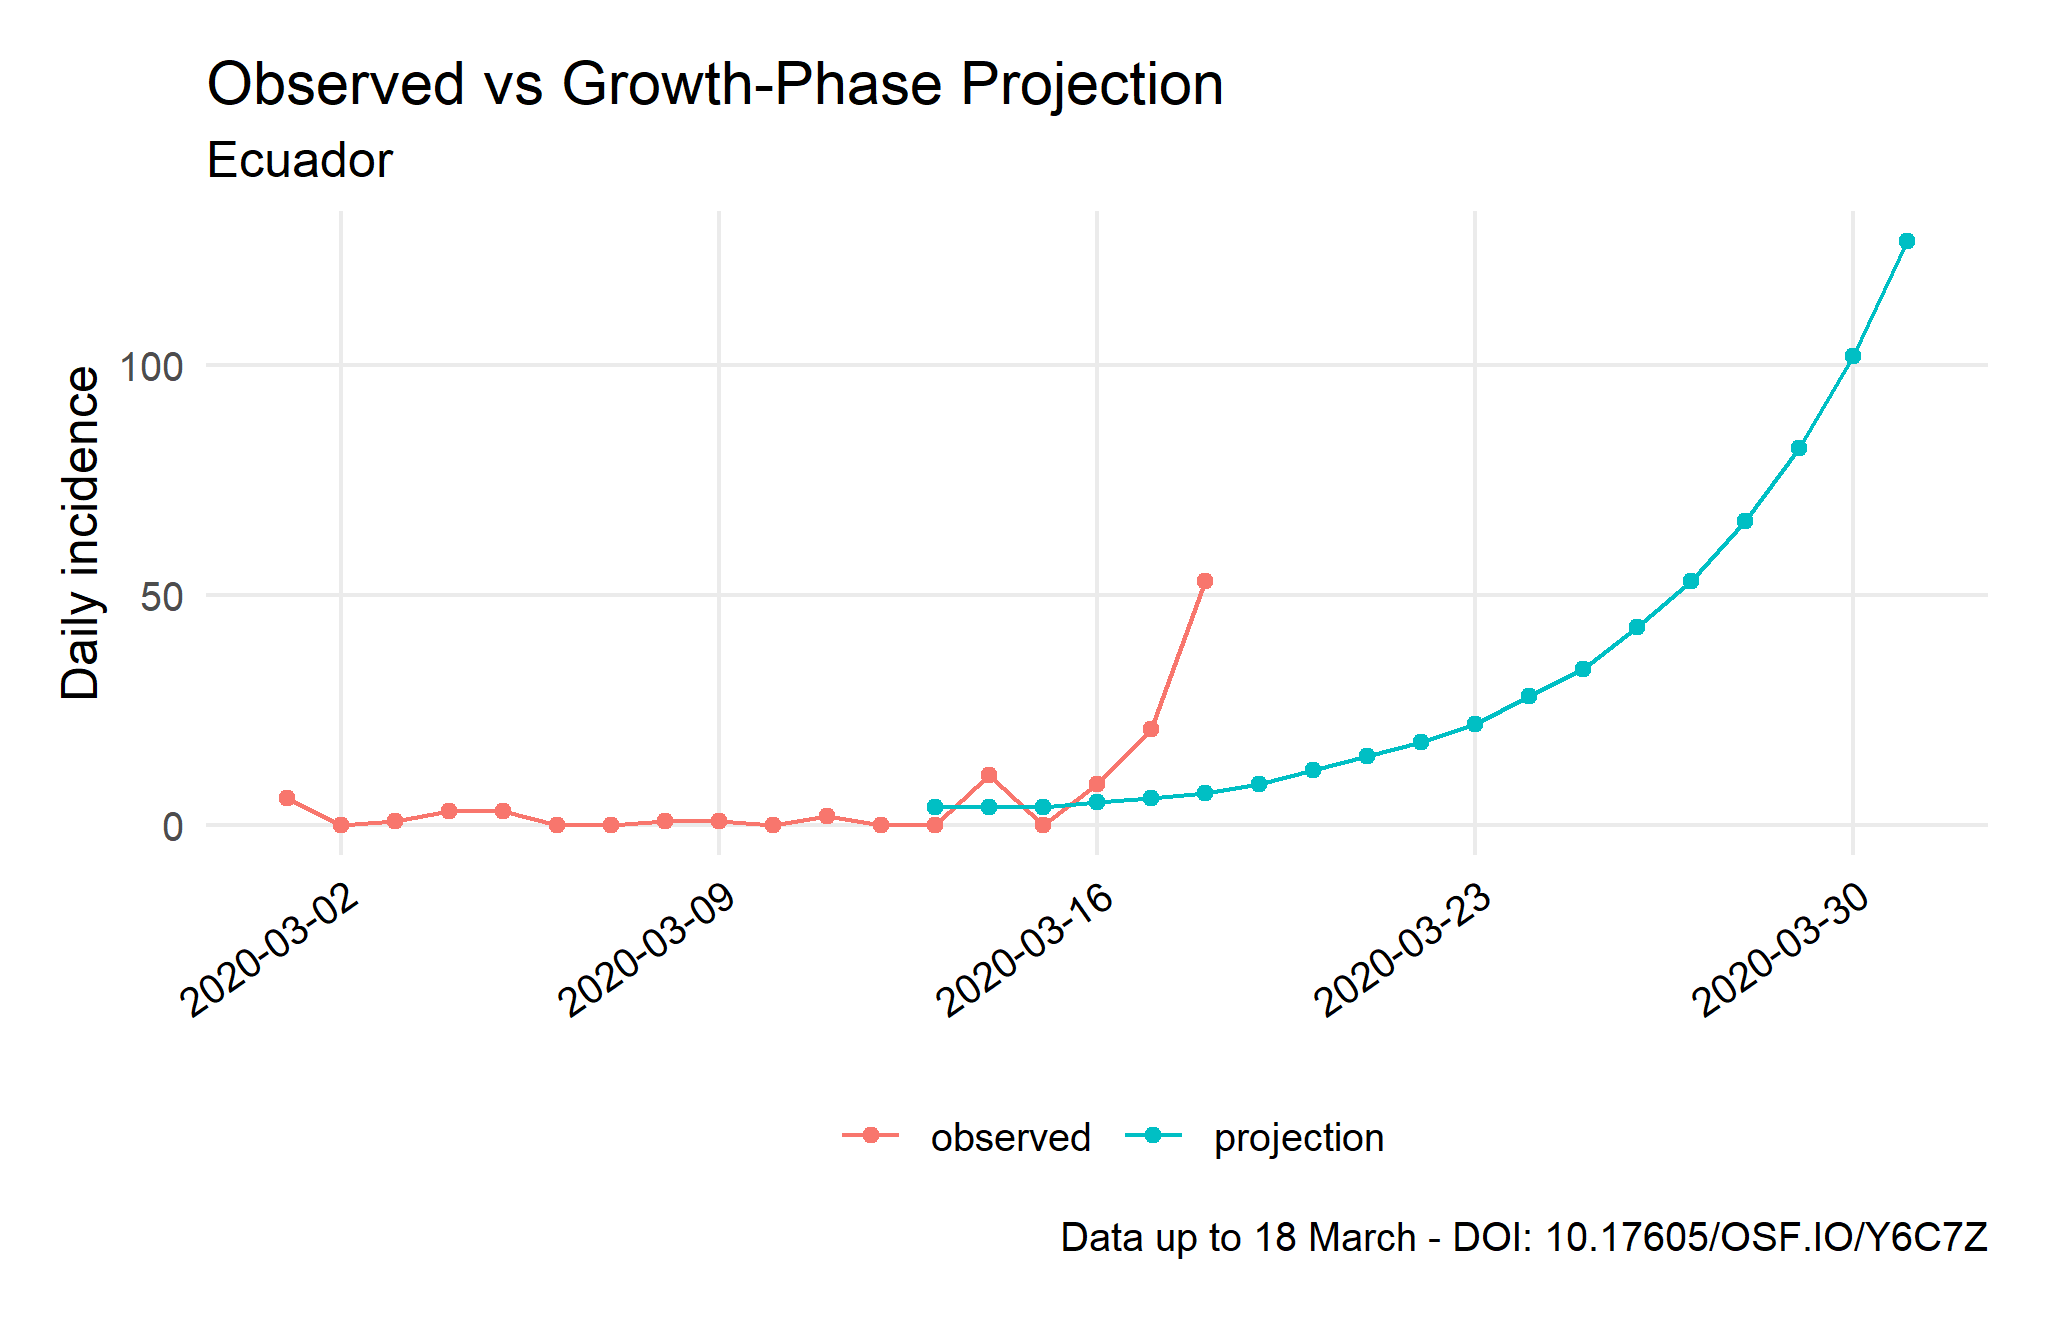 Observed vs Growth-Phase Projection
Ecuador
Daily incidence
100
50
0
2020-03-02
2020-03-09
2020-03-16
2020-03-23
2020-03-30
observed
projection
Data up to 18 March - DOI: 10.17605/OSF.IO/Y6C7Z